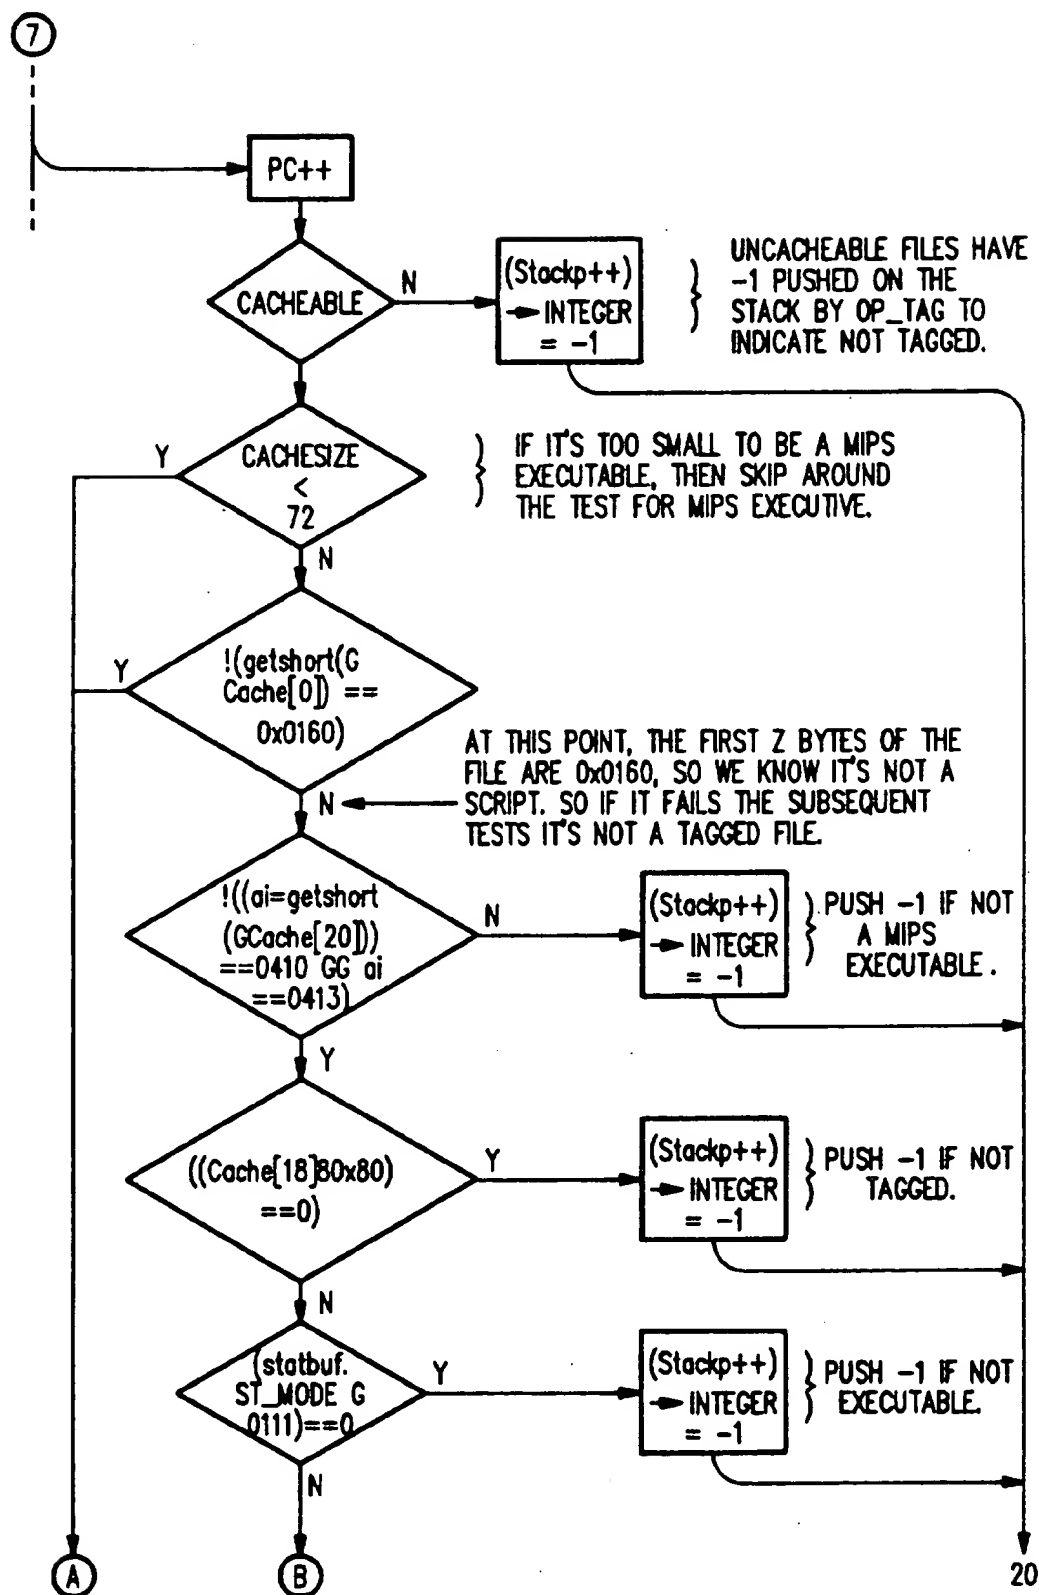 7
PC++
CACHEABLE
N
(Stackp++)
→ INTEGER
= -1
UNCACHEABLE FILES HAVE
-1 PUSHED ON THE
STACK BY OP_TAG TO
INDICATE NOT TAGGED.
Y
CACHESIZE
<
72
IF IT'S TOO SMALL TO BE A MIPS
EXECUTABLE, THEN SKIP AROUND
THE TEST FOR MIPS EXECUTIVE.
N
Y
!(getshort(G
Cache[0]) ==
0x0160)
N
AT THIS POINT, THE FIRST Z BYTES OF THE
FILE ARE 0x0160, SO WE KNOW IT'S NOT A
SCRIPT. SO IF IT FAILS THE SUBSEQUENT
TESTS IT'S NOT A TAGGED FILE.
!((ai=getshort
(GCache[20]))
==0410 GG ai
==0413)
N
(Stackp++)
→ INTEGER
= -1
PUSH -1 IF NOT
A MIPS
EXECUTABLE.
Y
((Cache[18]80x80)
==0)
Y
(Stackp++)
→ INTEGER
= -1
PUSH -1 IF NOT
TAGGED.
N
(statbuf.
ST_MODE G
0111)==0
Y
(Stackp++)
→ INTEGER
= -1
PUSH -1 IF NOT
EXECUTABLE.
N
A
B
20